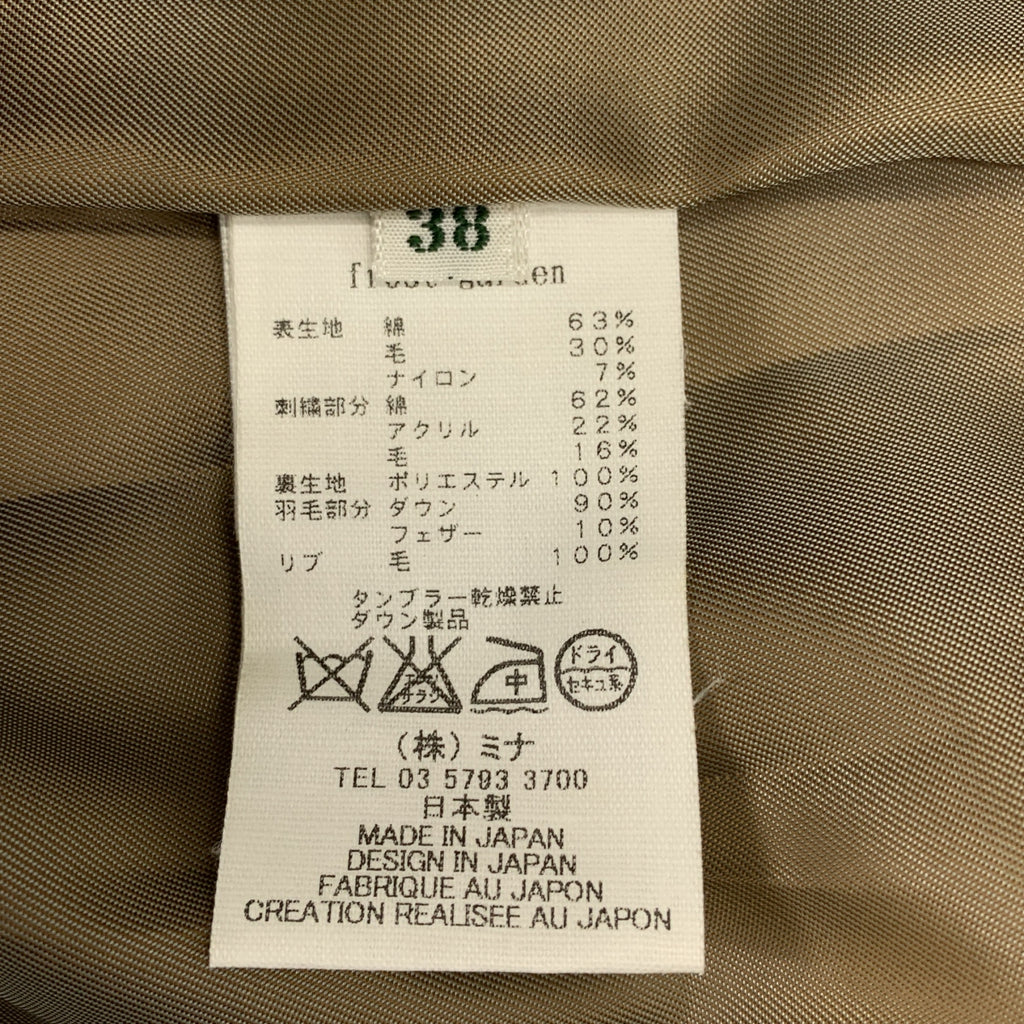 38
表生地 綿 63%
毛 30%
ナイロン 7%
刺繍部分 綿 62%
アクリル 22%
毛 16%
裏生地 ポリエステル 100%
羽毛部分 ダウン 90%
フェザー 10%
リブ 毛 100%
タンブラー乾燥禁止
ダウン製品
中
ドライ
セキユ系
(株)ミナ
TEL 03 5793 3700
日本製
MADE IN JAPAN
DESIGN IN JAPAN
FABRIQUE AU JAPON
CREATION REALISEE AU JAPON